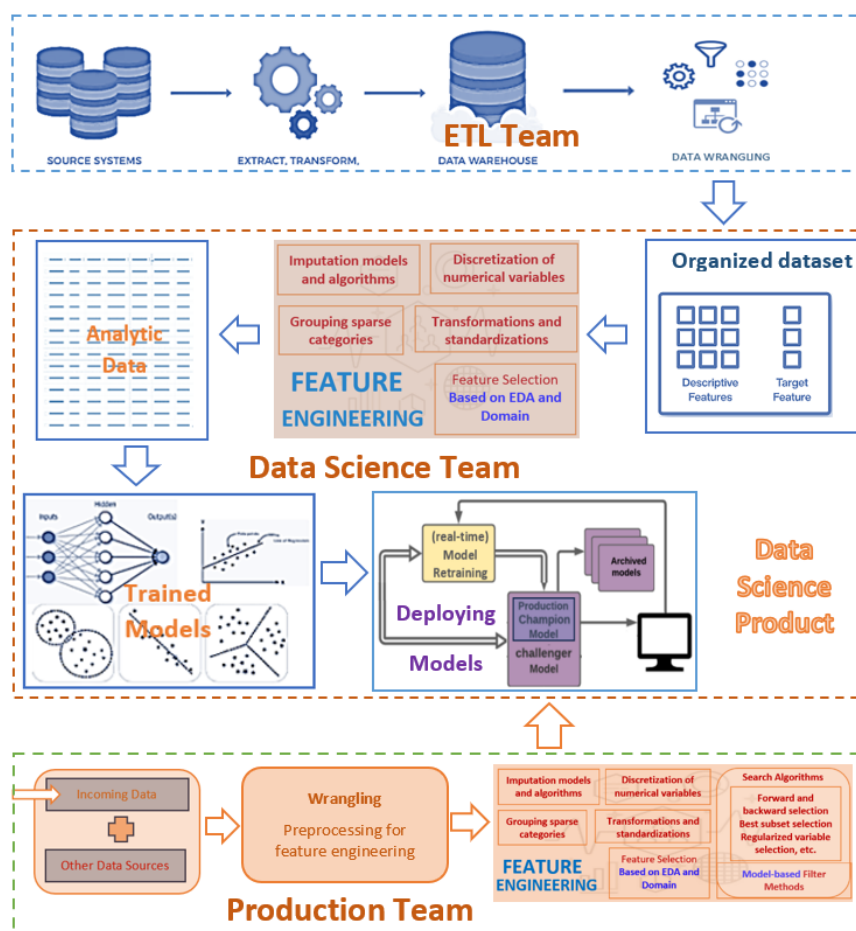 SOURCE SYSTEMS
EXTRACT, TRANSFORM,
DATA WAREHOUSE
ETL Team
DATA WRANGLING
Analytic
Data
Imputation models
and algorithms
Discretization of
numerical variables
Grouping sparse
categories
Transformations and
standardizations
FEATURE
ENGINEERING
Feature Selection
Based on EDA and
Domain
Organized dataset
Descriptive
Features
Target
Feature
Data Science Team
Inputs
Hidden
Output(s)
Trained
Models
(real-time)
Model
Retraining
Archived
models
Deploying
Models
Production
Champion
Model
challenger
Model
Data
Science
Product
Incoming Data
Other Data Sources
Wrangling
Preprocessing for
feature engineering
Imputation models
and algorithms
Discretization of
numerical variables
Grouping sparse
categories
Transformations and
standardizations
FEATURE
ENGINEERING
Feature Selection
Based on EDA and
Domain
Search Algorithms
Forward and
backward selection
Best subset selection
Regularized variable
selection, etc.
Model-based Filter
Methods
Production Team